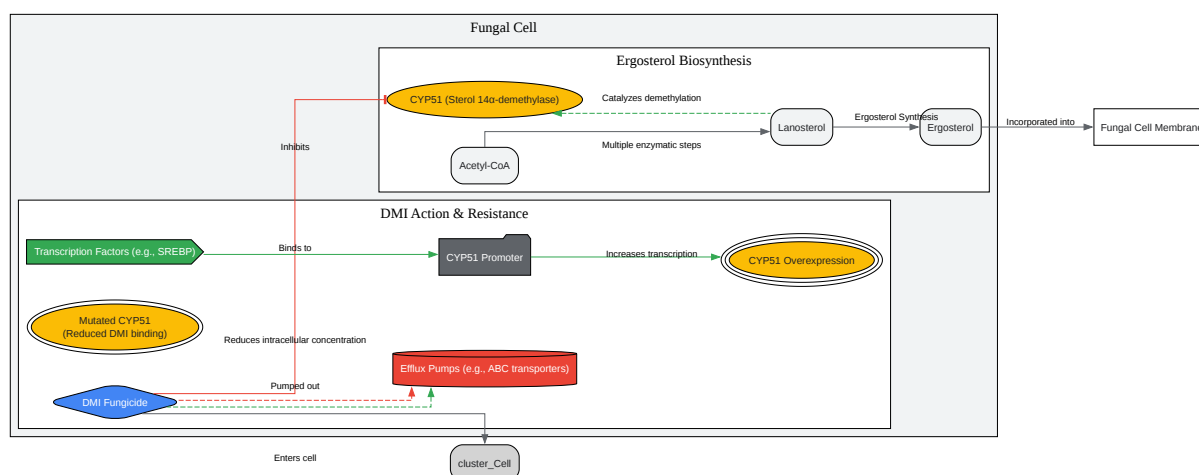 Fungal Cell
Ergosterol Biosynthesis
CYP51 (Sterol 14α-demethylase)
Catalyzes demethylation
Lanosterol
Ergosterol Synthesis
Ergosterol
Incorporated into
Fungal Cell Membrane
Multiple enzymatic steps
Acetyl-CoA
Inhibits
DMI Action & Resistance
Transcription Factors (e.g., SREBP)
Binds to
CYP51 Promoter
Increases transcription
CYP51 Overexpression
Mutated CYP51
(Reduced DMI binding)
Reduces intracellular concentration
Efflux Pumps (e.g., ABC transporters)
Pumped out
DMI Fungicide
Enters cell
cluster_Cell